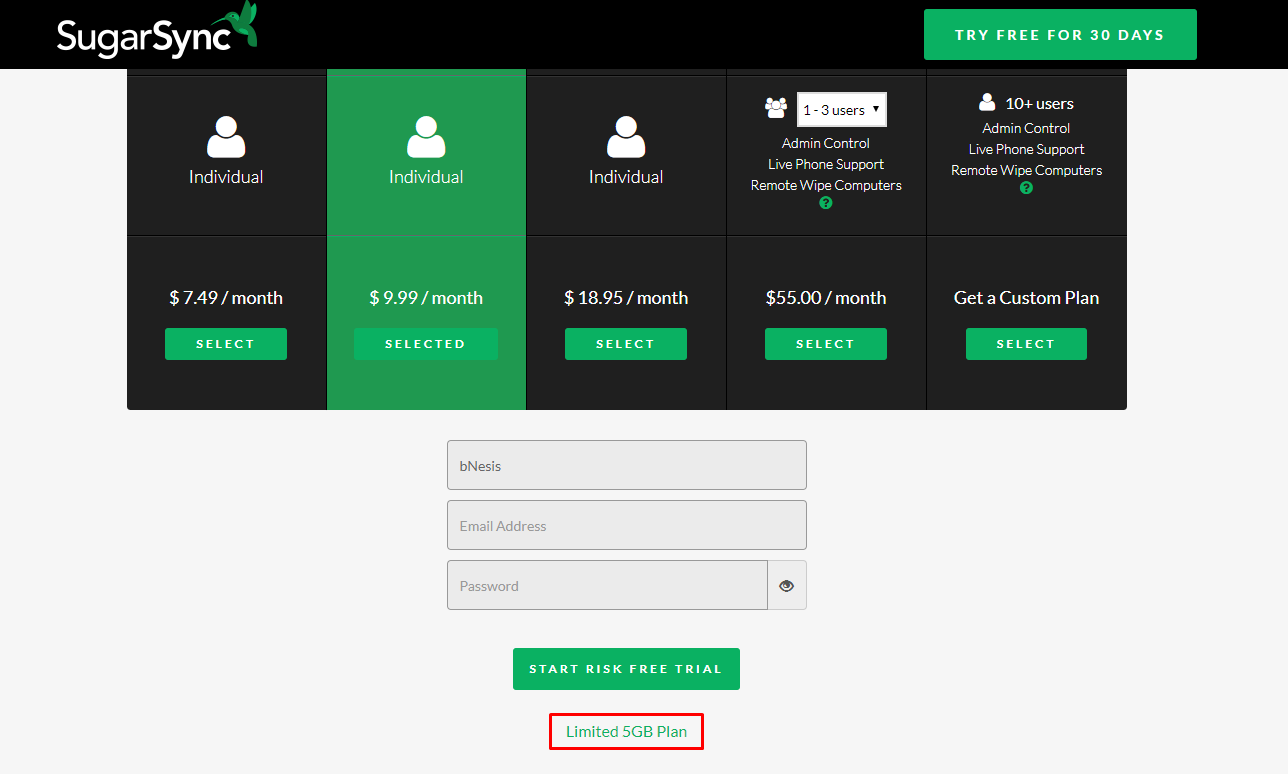 SugarSync
TRY FREE FOR 30 DAYS
Individual
Individual
Individual
1 - 3 users
Admin Control
Live Phone Support
Remote Wipe Computers
?
10+ users
Admin Control
Live Phone Support
Remote Wipe Computers
?
$ 7.49 / month
SELECT
$ 9.99 / month
SELECTED
$ 18.95 / month
SELECT
$55.00 / month
SELECT
Get a Custom Plan
SELECT
bNesis
Email Address
Password
START RISK FREE TRIAL
Limited 5GB Plan